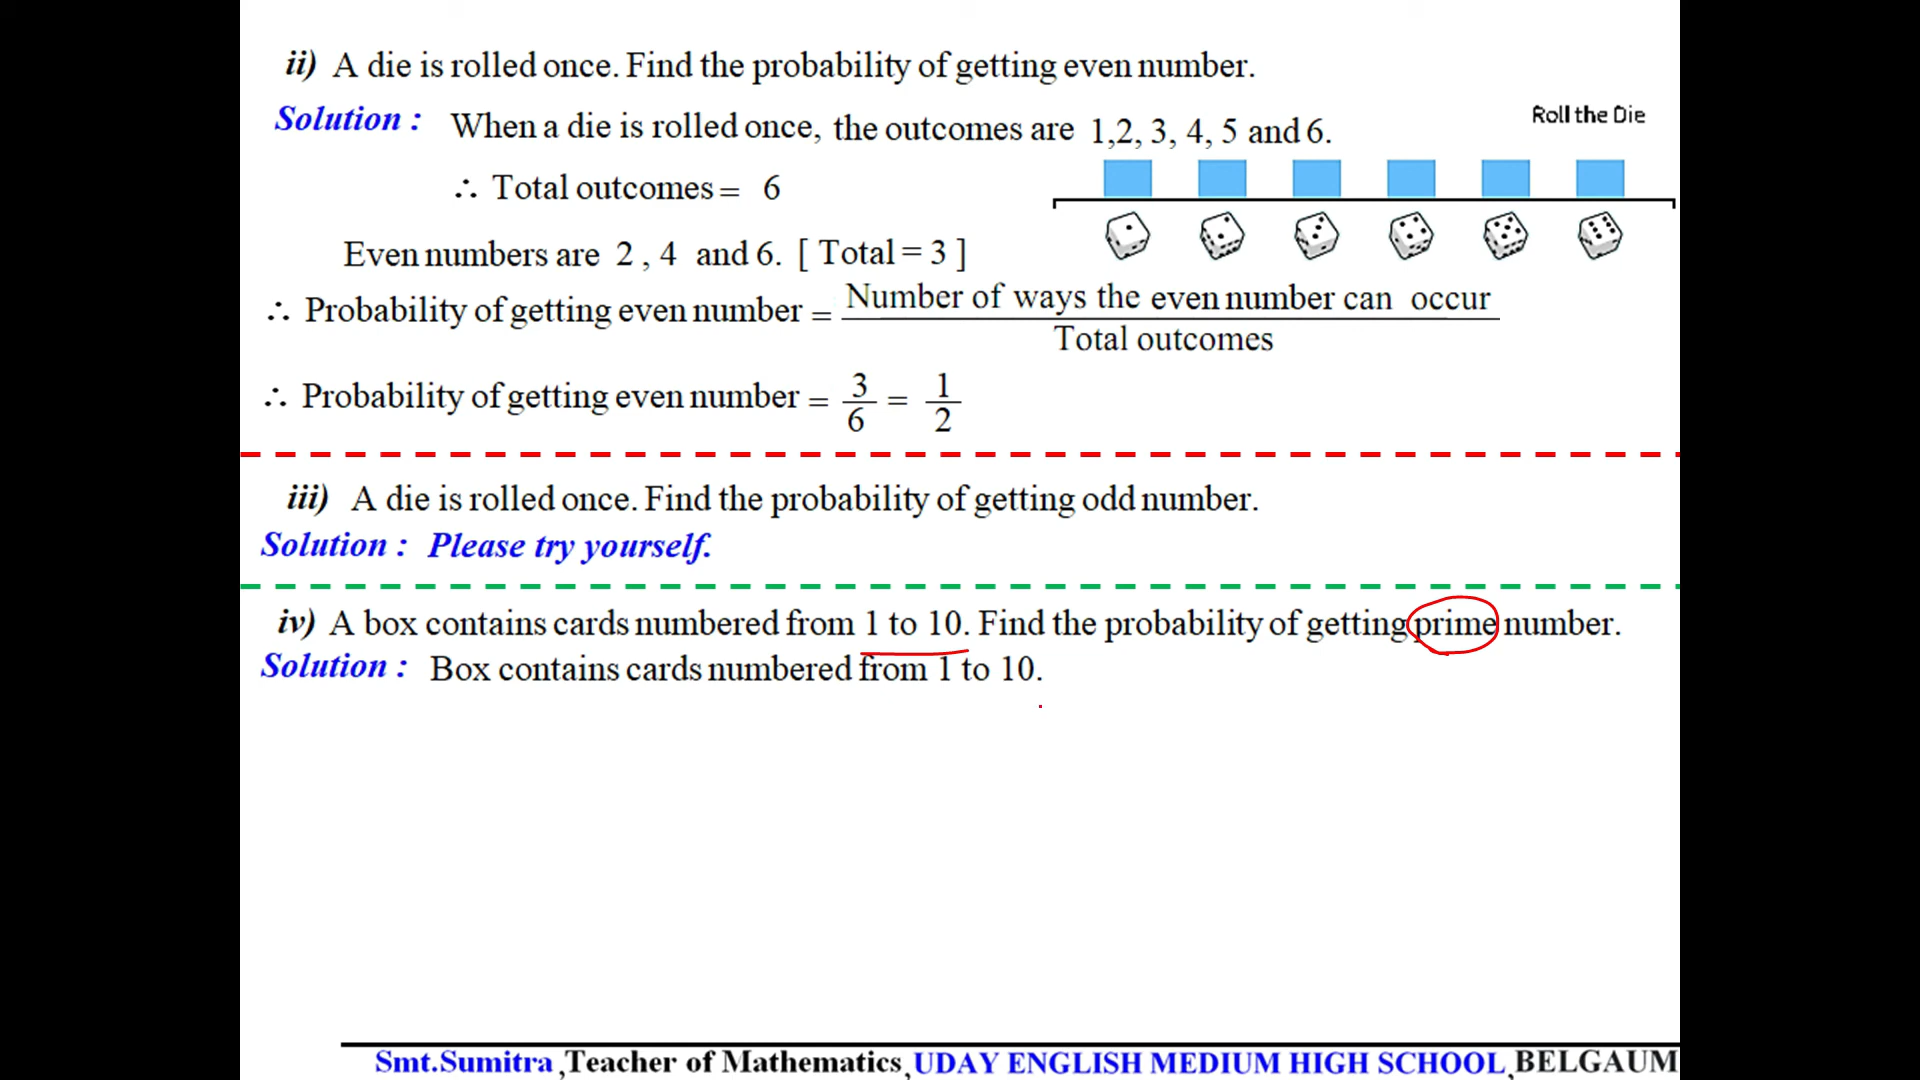 ii) A die is rolled once. Find the probability of getting even number.
Solution : When a die is rolled once, the outcomes are 1,2, 3, 4, 5 and 6.
Roll the Die
∴ Total outcomes = 6
Even numbers are 2 , 4 and 6. [ Total = 3 ]
∴ Probability of getting even number = Number of ways the even number can occur / Total outcomes
∴ Probability of getting even number = 3/6 = 1/2
iii) A die is rolled once. Find the probability of getting odd number.
Solution : Please try yourself.
iv) A box contains cards numbered from 1 to 10. Find the probability of getting prime number.
Solution : Box contains cards numbered from 1 to 10.
Smt.Sumitra ,Teacher of Mathematics,UDAY ENGLISH MEDIUM HIGH SCHOOL,BELGAUM